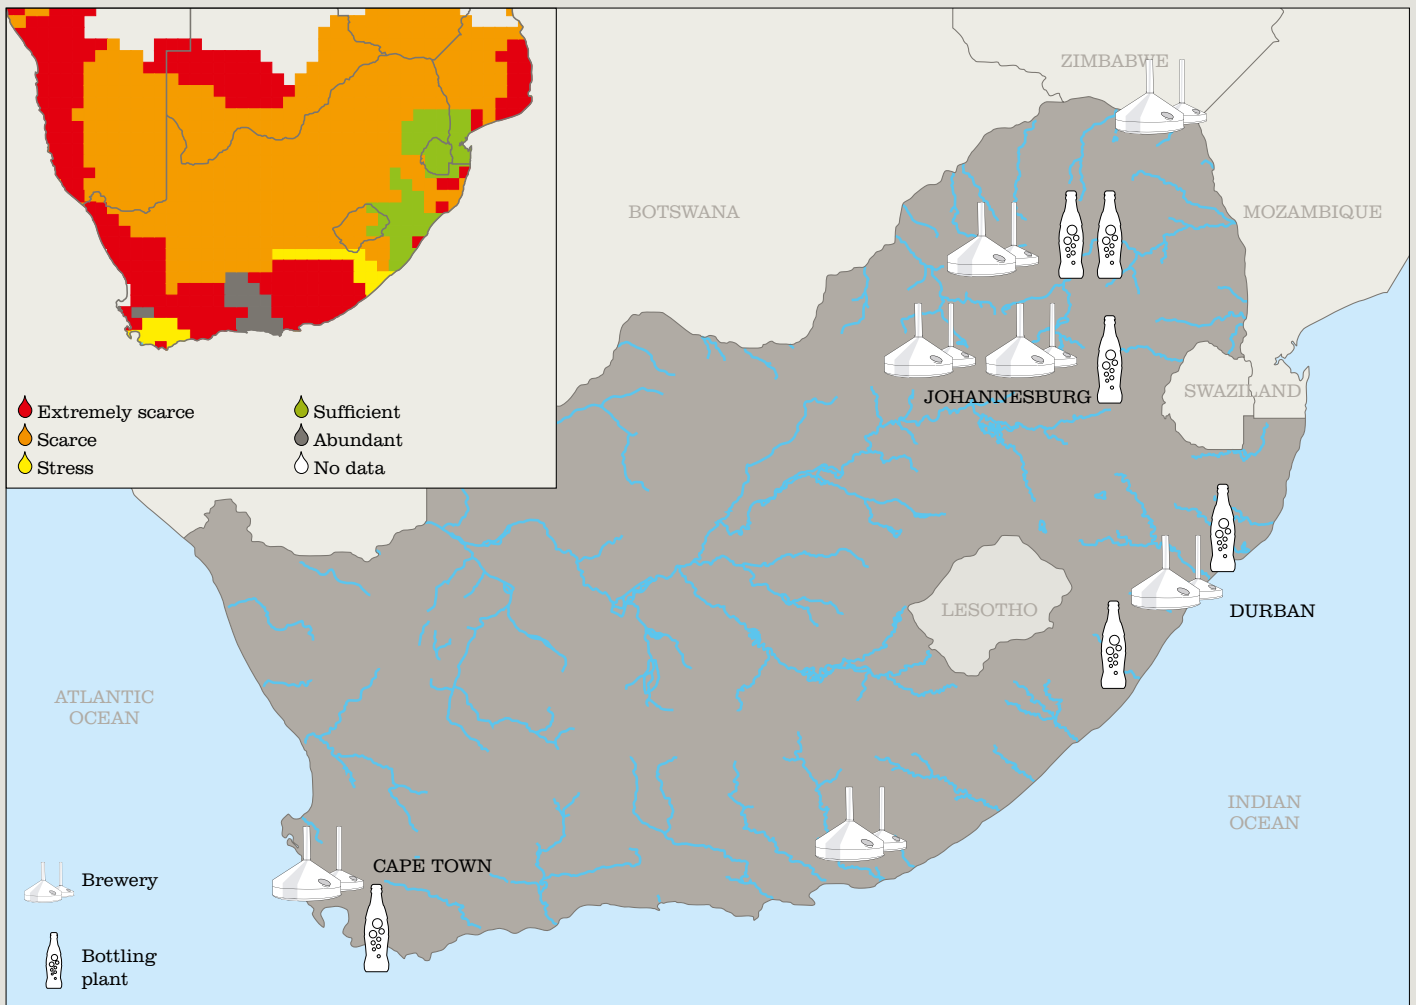 ZIMBABWE
BOTSWANA
MOZAMBIQUE
Extremely scarce
Scarce
Stress
Sufficient
Abundant
No data
JOHANNESBURG
SWAZILAND
LESOTHO
DURBAN
ATLANTIC
OCEAN
INDIAN
OCEAN
CAPE TOWN
Brewery
Bottling
plant